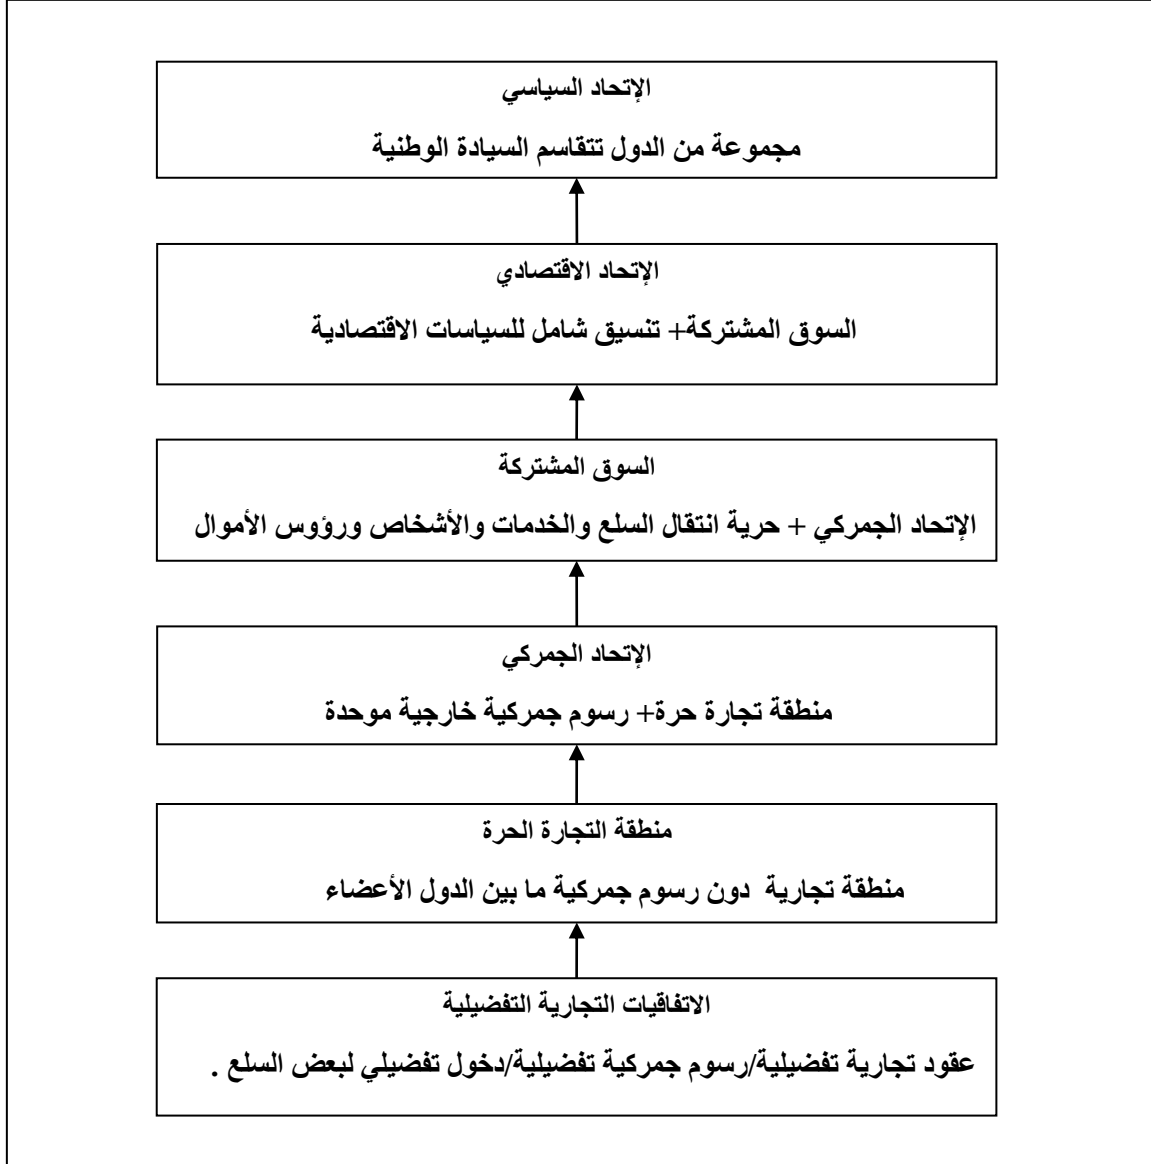 الإتحاد السياسي
مجموعة من الدول تتقاسم السيادة الوطنية
الإتحاد الاقتصادي
السوق المشتركة+ تنسيق شامل للسياسات الاقتصادية
السوق المشتركة
الإتحاد الجمركي + حرية انتقال السلع والخدمات والأشخاص ورؤوس الأموال
الإتحاد الجمركي
منطقة تجارة حرة+ رسوم جمركية خارجية موحدة
منطقة التجارة الحرة
منطقة تجارية دون رسوم جمركية ما بين الدول الأعضاء
الاتفاقيات التجارية التفضيلية
عقود تجارية تفضيلية/رسوم جمركية تفضيلية/دخول تفضيلي لبعض السلع .